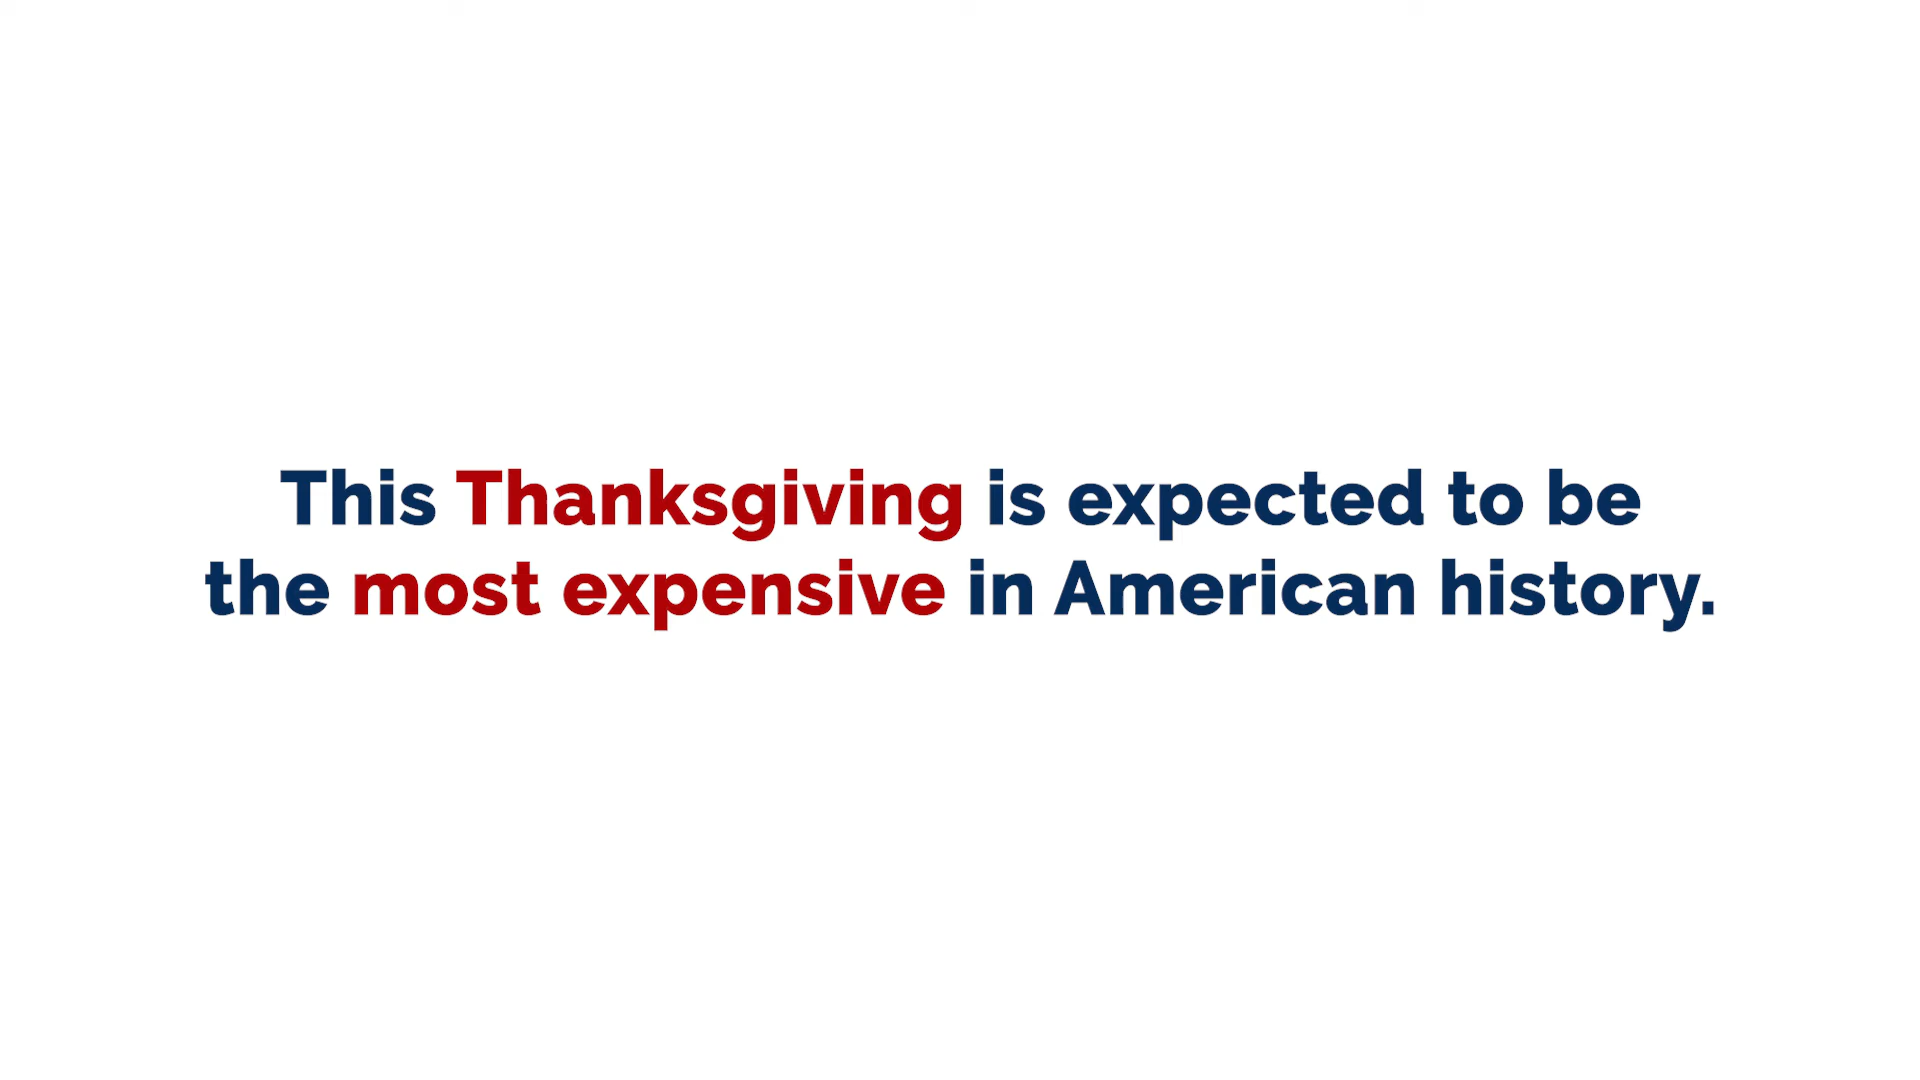 This Thanksgiving is expected to be
the most expensive in American history.